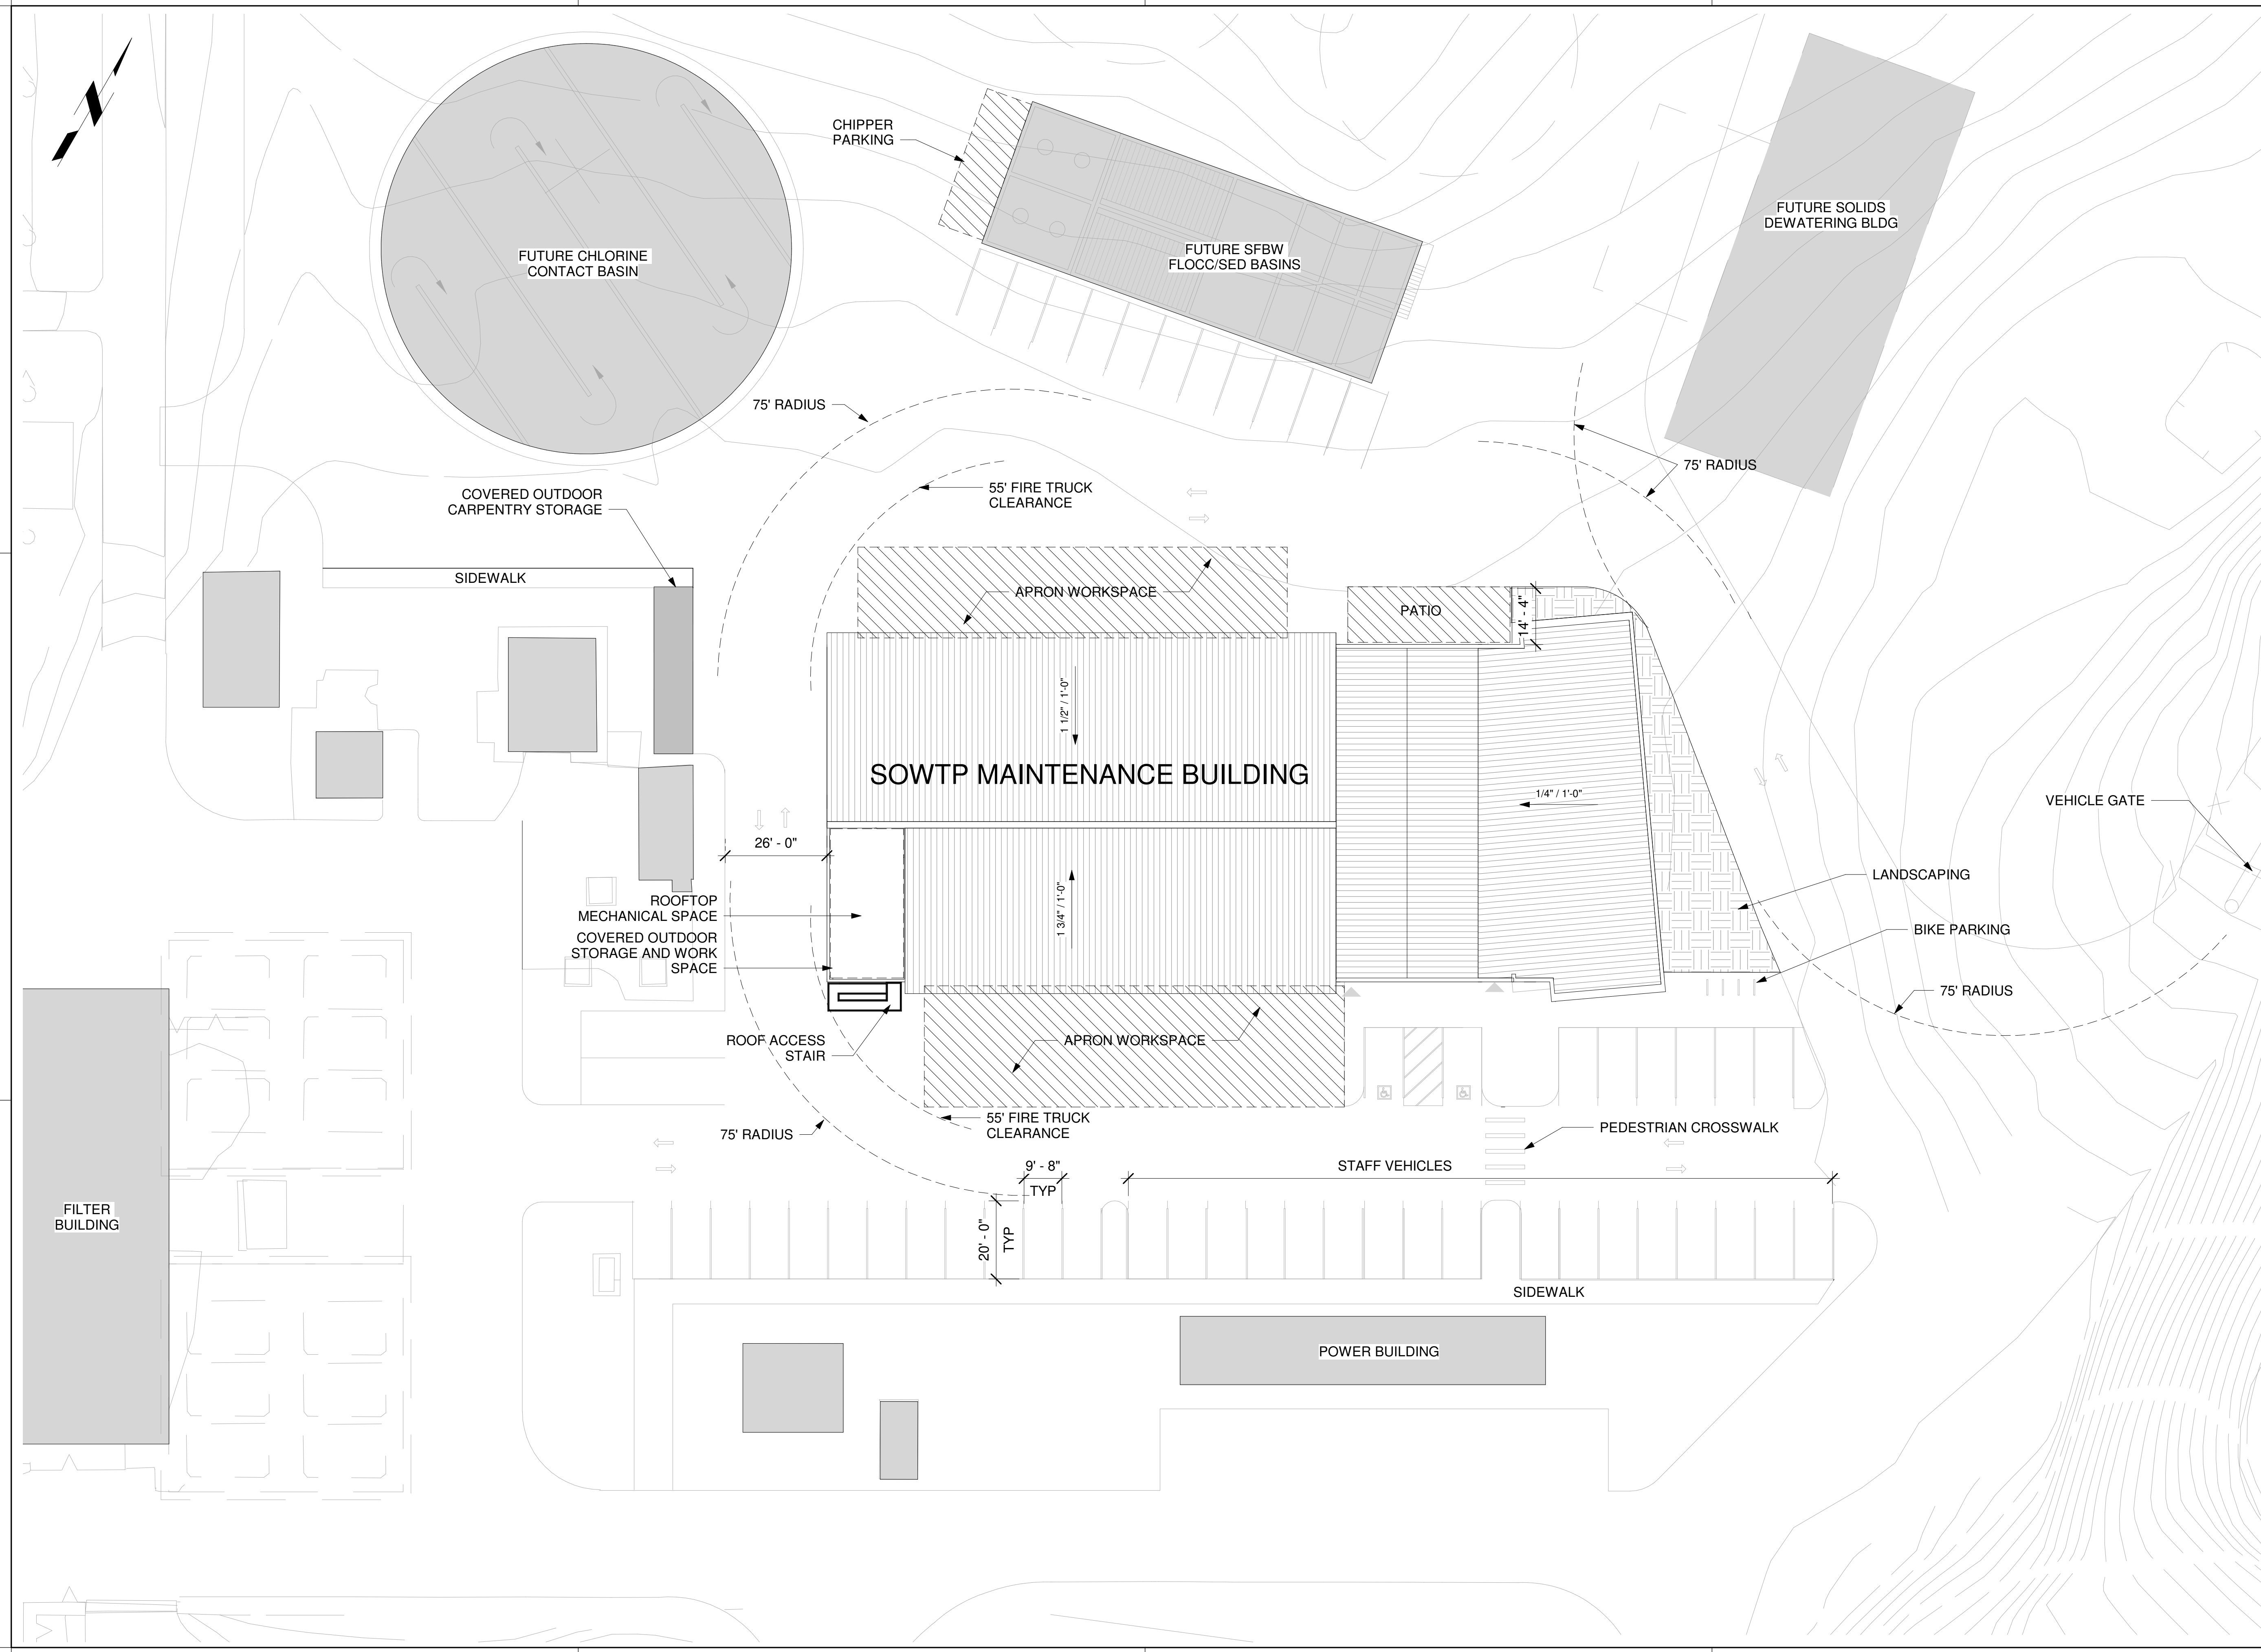 CHIPPER
PARKING
FUTURE SOLIDS
DEWATERING BLDG
FUTURE CHLORINE
CONTACT BASIN
FUTURE SFBW
FLOCC/SED BASINS
75' RADIUS
75' RADIUS
COVERED OUTDOOR
CARPENTRY STORAGE
55' FIRE TRUCK
CLEARANCE
SIDEWALK
APRON WORKSPACE
PATIO
14' - 4"
1 1/2" / 1'-0"
SOWTP MAINTENANCE BUILDING
1/4" / 1'-0"
VEHICLE GATE
26' - 0"
LANDSCAPING
ROOFTOP
MECHANICAL SPACE
1 3/4" / 1'-0"
BIKE PARKING
COVERED OUTDOOR
STORAGE AND WORK
SPACE
75' RADIUS
ROOF ACCESS
STAIR
APRON WORKSPACE
55' FIRE TRUCK
CLEARANCE
75' RADIUS
PEDESTRIAN CROSSWALK
9' - 8"
TYP
STAFF VEHICLES
20' - 0"
TYP
FILTER
BUILDING
SIDEWALK
POWER BUILDING